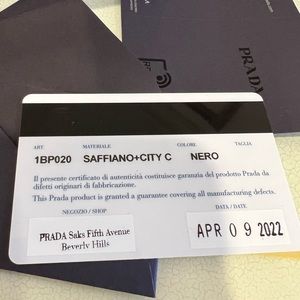 PRADA
ART MATERIALE COLORE TAGLIA
1BP020 SAFFIANO+CITY C NERO
Il presente certificato di autenticità costituisce garanzia del prodotto Prada da
difetti originari di fabbricazione.
This Prada product is granted a guarantee covering all manufacturing defects.
NEGOZIO / SHOP DATA / DATE
PRADA Saks Fifth Avenue
Beverly Hills
APR 09 2022